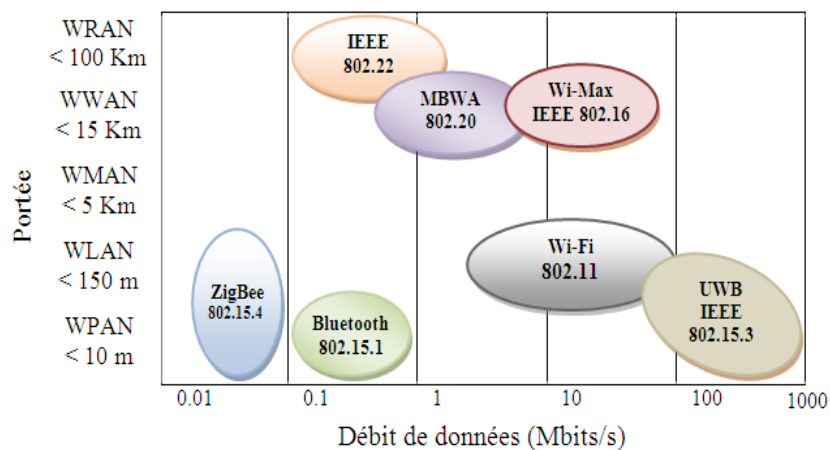 WRAN
< 100 Km
WWAN
< 15 Km
WMAN
< 5 Km
WLAN
< 150 m
WPAN
< 10 m
Portée
IEEE
802.22
MBWA
802.20
Wi-Max
IEEE 802.16
Wi-Fi
802.11
ZigBee
802.15.4
Bluetooth
802.15.1
UWB
IEEE
802.15.3
0.01 0.1 1 10 100 1000
Débit de données (Mbits/s)